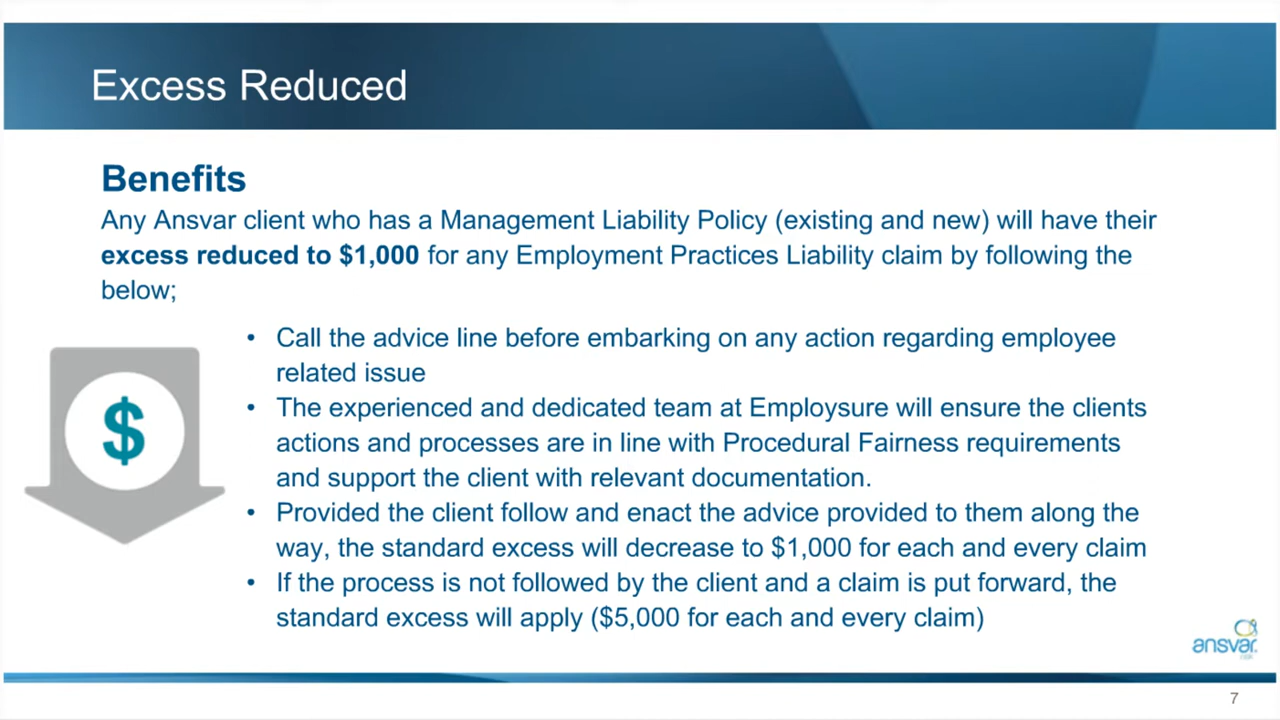 Excess Reduced
Benefits
Any Ansvar client who has a Management Liability Policy (existing and new) will have their
excess reduced to $1,000 for any Employment Practices Liability claim by following the
below;
• Call the advice line before embarking on any action regarding employee
related issue
• The experienced and dedicated team at Employsure will ensure the clients
actions and processes are in line with Procedural Fairness requirements
and support the client with relevant documentation.
• Provided the client follow and enact the advice provided to them along the
way, the standard excess will decrease to $1,000 for each and every claim
• If the process is not followed by the client and a claim is put forward, the
standard excess will apply ($5,000 for each and every claim)
$
ansvar
7